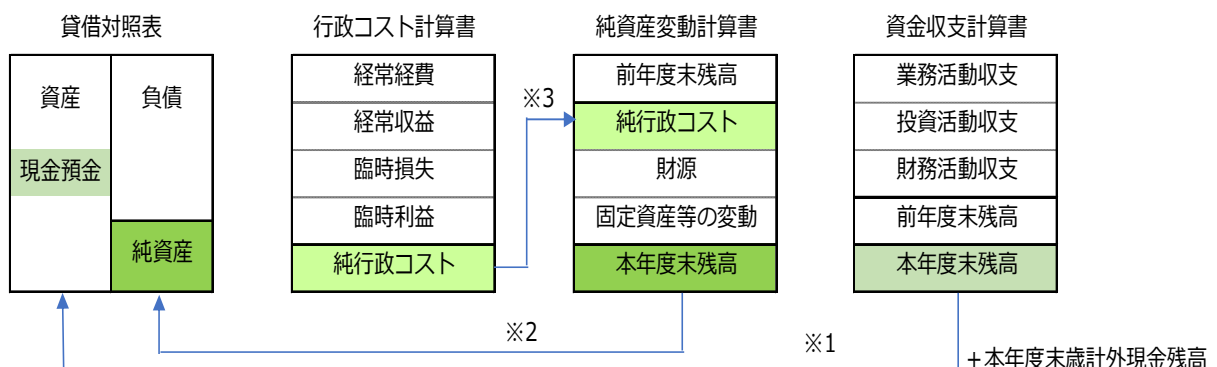 貸借対照表
資産
負債
現金預金
純資産
行政コスト計算書
経常経費
経常収益
臨時損失
臨時利益
純行政コスト
※3
純資産変動計算書
前年度末残高
純行政コスト
財源
固定資産等の変動
本年度末残高
資金収支計算書
業務活動収支
投資活動収支
財務活動収支
前年度末残高
本年度末残高
※2
※1
+本年度末歳計外現金残高